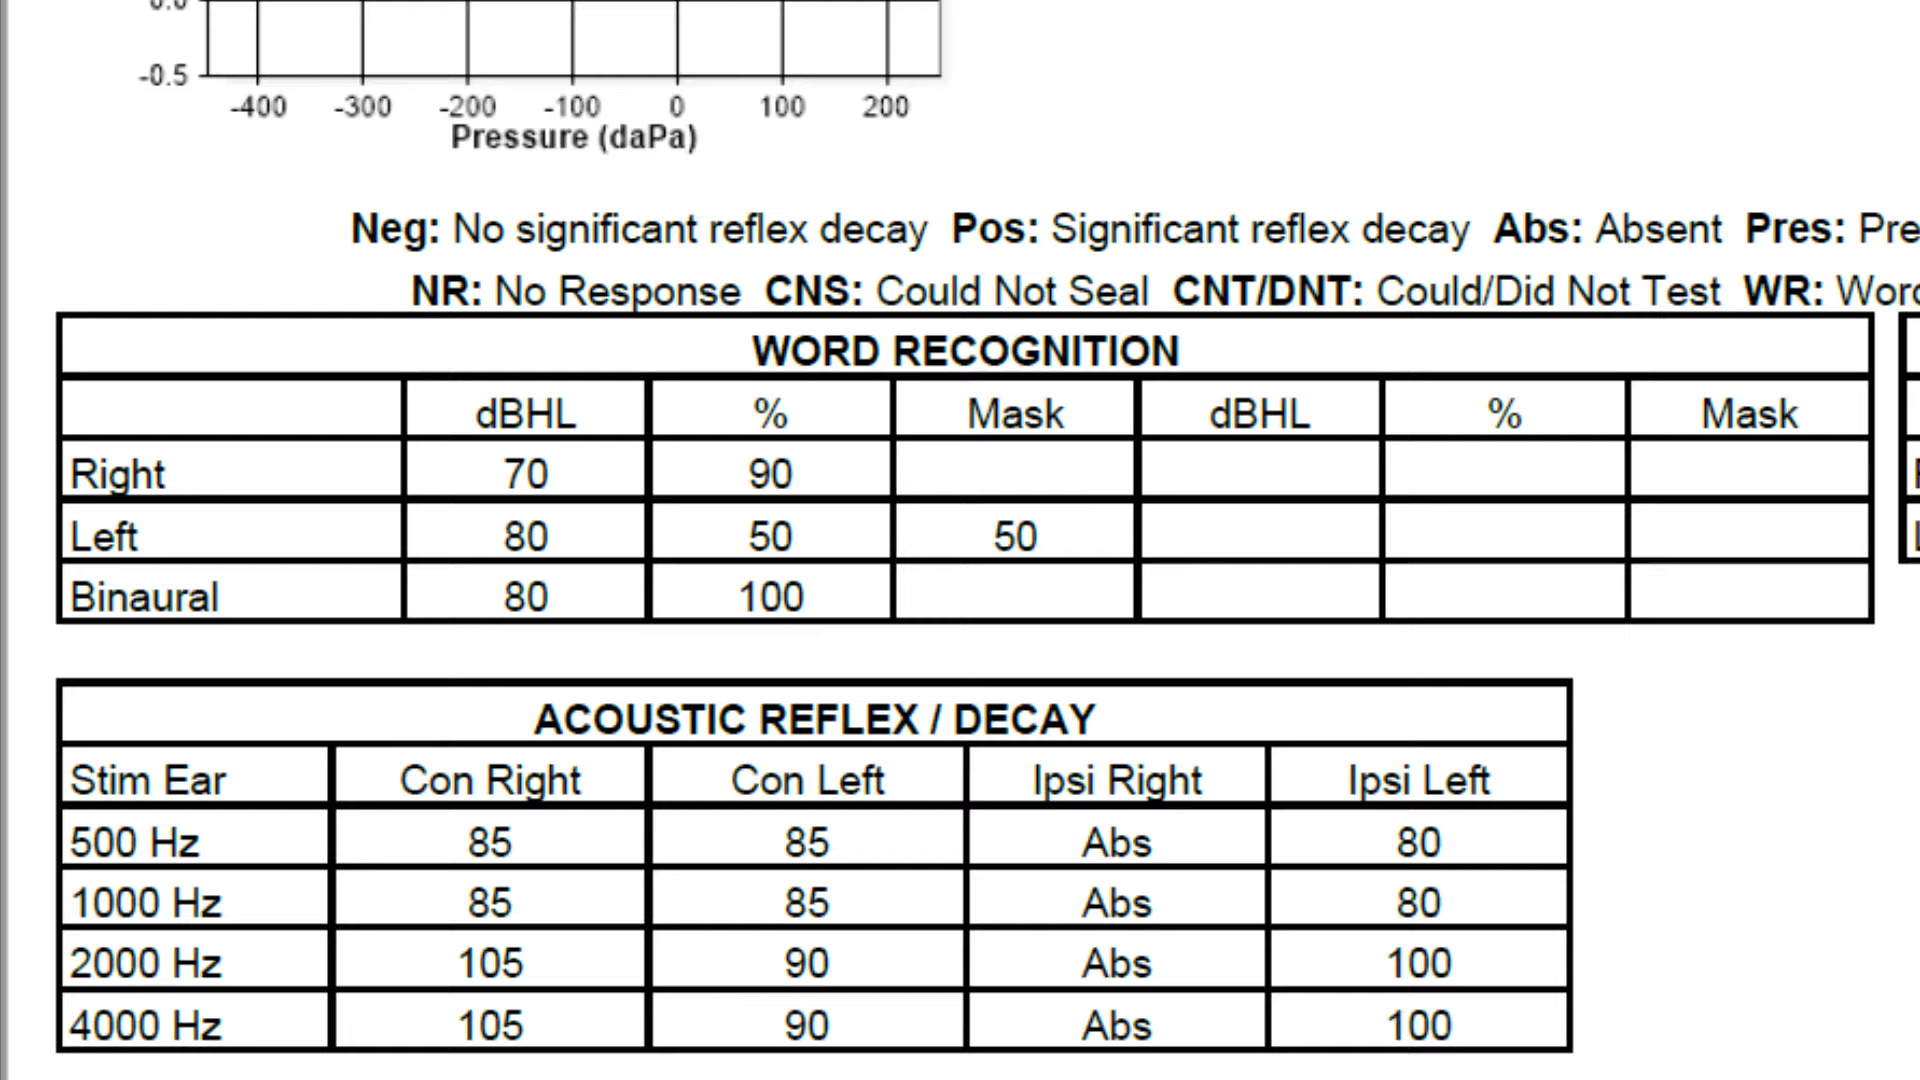 -0.5
-400 -300 -200 -100 0 100 200
Pressure (daPa)
Neg: No significant reflex decay Pos: Significant reflex decay Abs: Absent Pres:
NR: No Response CNS: Could Not Seal CNT/DNT: Could/Did Not Test WR:
WORD RECOGNITION
dBHL % Mask dBHL % Mask
Right 70 90
Left 80 50 50
Binaural 80 100
ACOUSTIC REFLEX / DECAY
Stim Ear Con Right Con Left Ipsi Right Ipsi Left
500 Hz 85 85 Abs 80
1000 Hz 85 85 Abs 80
2000 Hz 105 90 Abs 100
4000 Hz 105 90 Abs 100